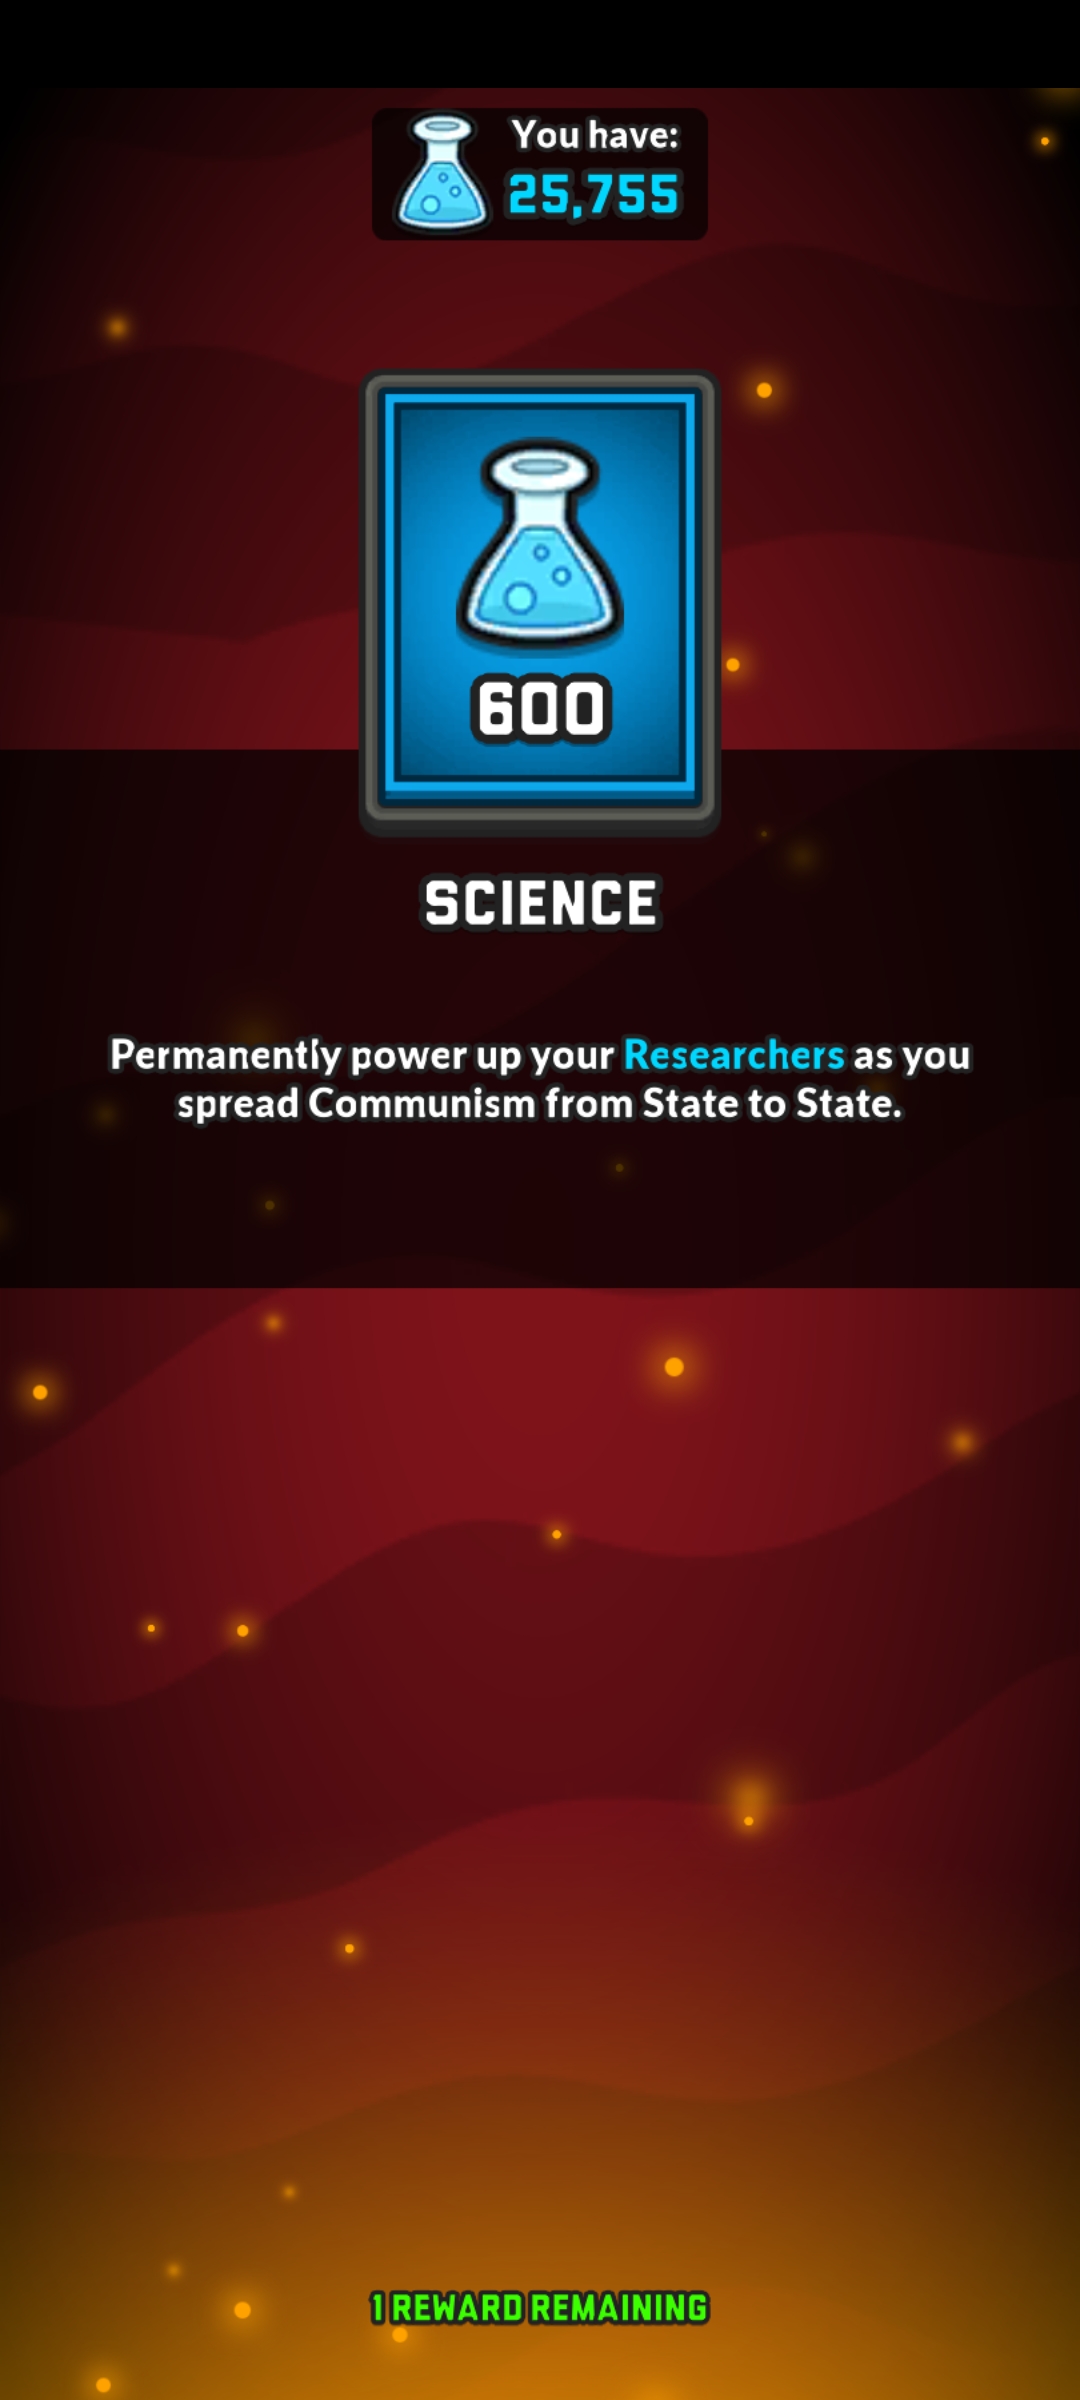 You have:
25,755
600
SCIENCE
Permanently power up your Researchers as you
spread Communism from State to State.
1 REWARD REMAINING